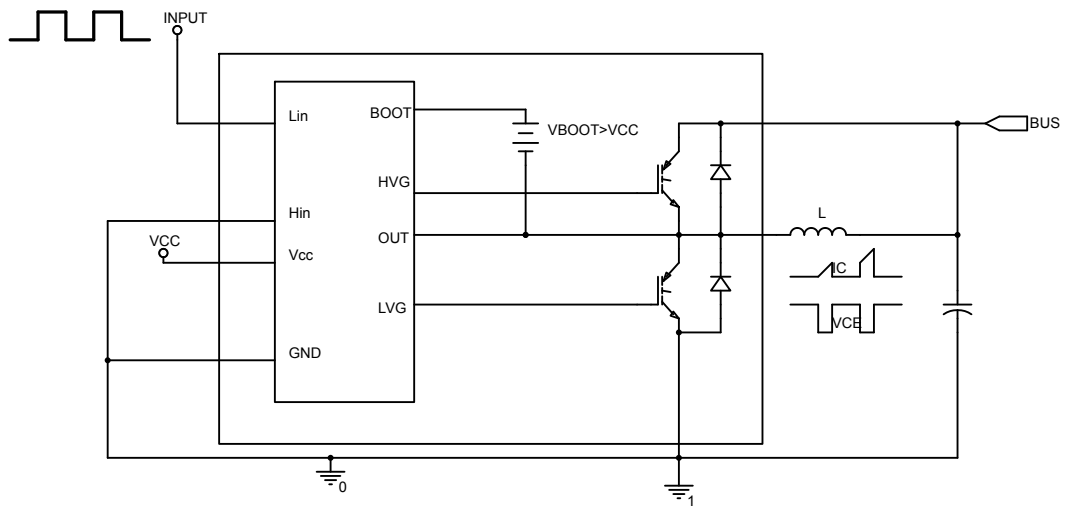 INPUT
Lin
BOOT
VBOOT>VCC
BUS
HVG
Hin
L
VCC
OUT
Vcc
IC
LVG
VCE
GND
0
1